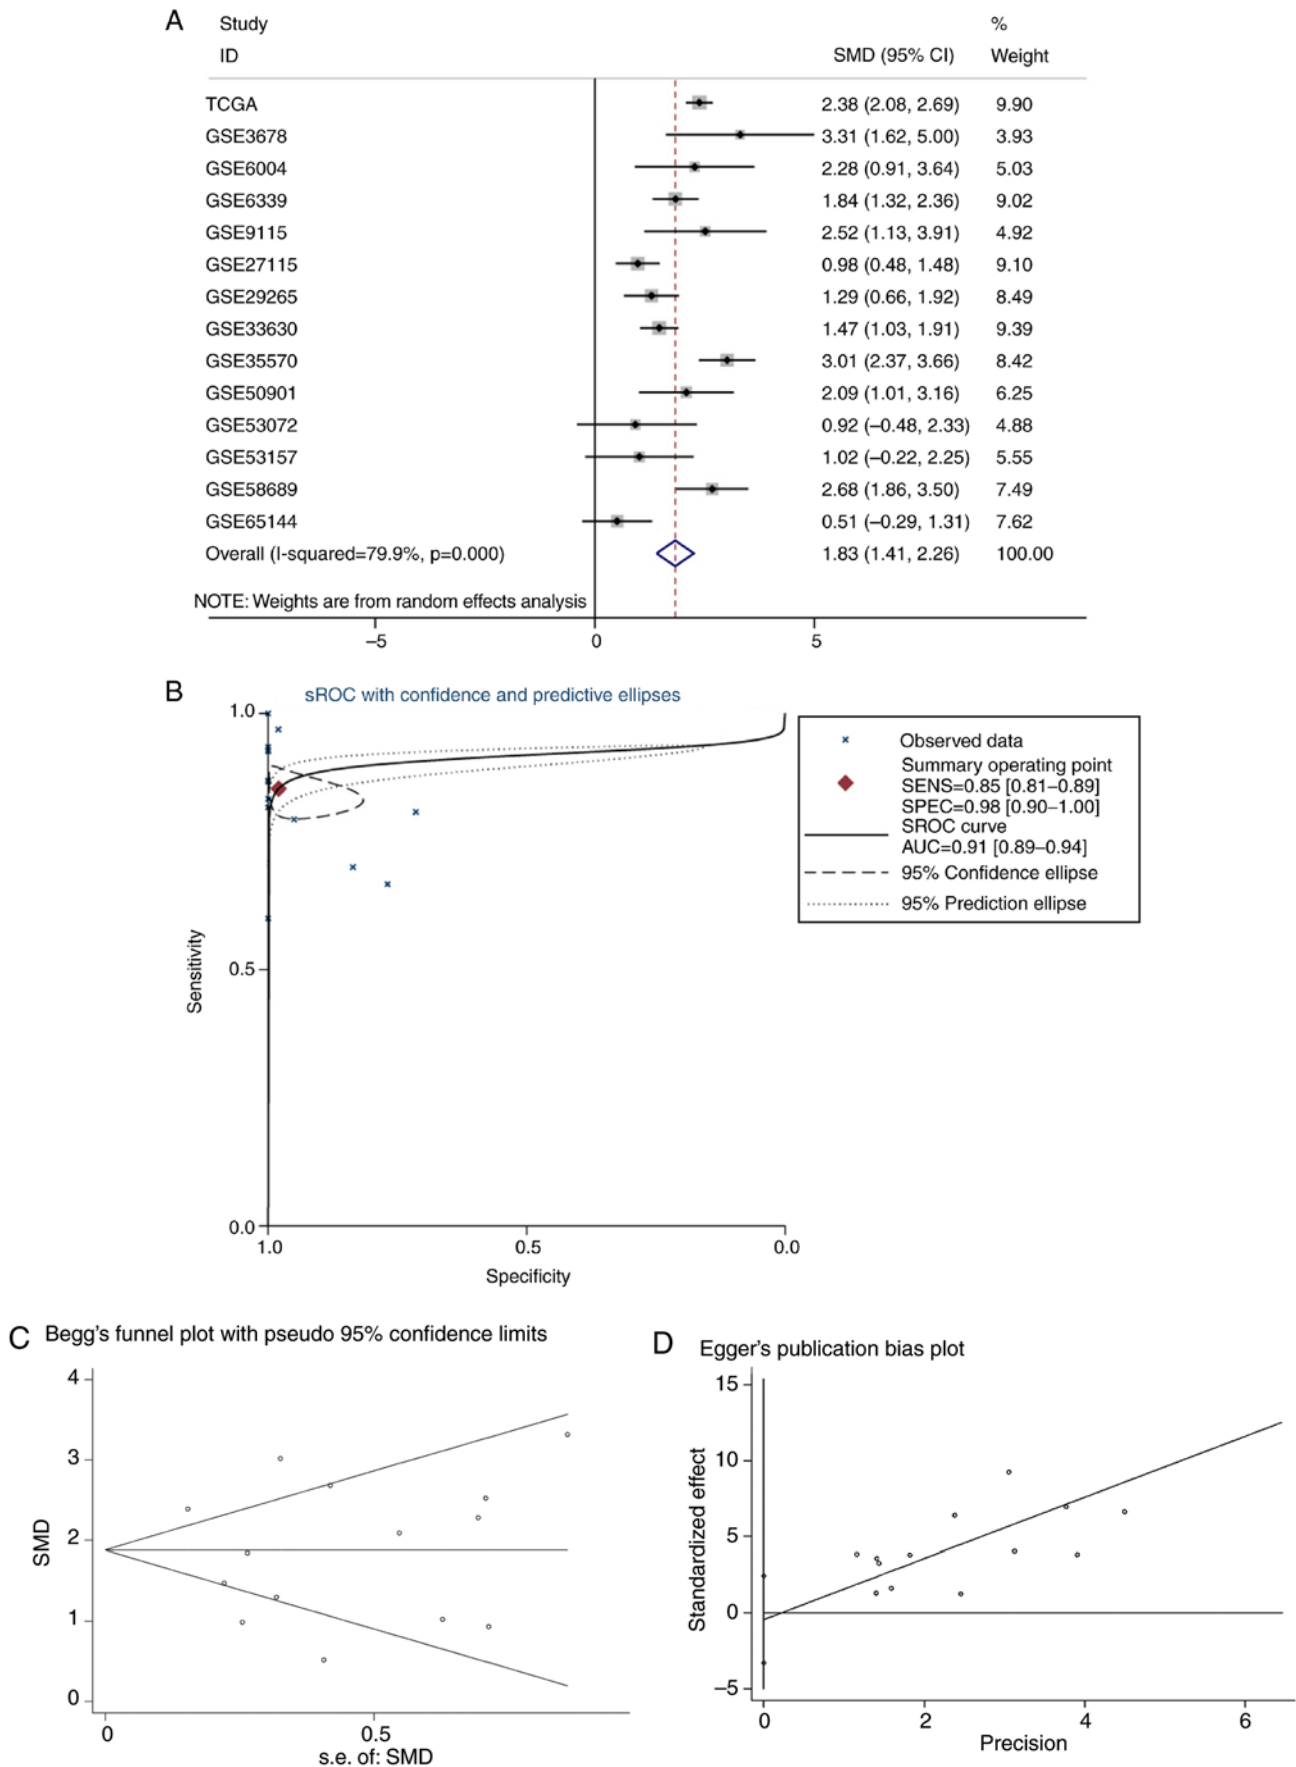 A
Study %
ID SMD (95% CI) Weight
TCGA 2.38 (2.08, 2.69) 9.90
GSE3678 3.31 (1.62, 5.00) 3.93
GSE6004 2.28 (0.91, 3.64) 5.03
GSE6339 1.84 (1.32, 2.36) 9.02
GSE9115 2.52 (1.13, 3.91) 4.92
GSE27115 0.98 (0.48, 1.48) 9.10
GSE29265 1.29 (0.66, 1.92) 8.49
GSE33630 1.47 (1.03, 1.91) 9.39
GSE35570 3.01 (2.37, 3.66) 8.42
GSE50901 2.09 (1.01, 3.16) 6.25
GSE53072 0.92 (–0.48, 2.33) 4.88
GSE53157 1.02 (–0.22, 2.25) 5.55
GSE58689 2.68 (1.86, 3.50) 7.49
GSE65144 0.51 (–0.29, 1.31) 7.62
Overall (I-squared=79.9%, p=0.000) 1.83 (1.41, 2.26) 100.00
NOTE: Weights are from random effects analysis
–5 0 5
B
sROC with confidence and predictive ellipses
1.0
0.5
0.0
Sensitivity
1.0 0.5 0.0
Specificity
Observed data
Summary operating point
SENS=0.85 [0.81–0.89]
SPEC=0.98 [0.90–1.00]
SROC curve
AUC=0.91 [0.89–0.94]
95% Confidence ellipse
95% Prediction ellipse
C
Begg's funnel plot with pseudo 95% confidence limits
4
3
2
1
0
SMD
0 0.5
s.e. of: SMD
D
Egger's publication bias plot
15
10
5
0
–5
Standardized effect
0 2 4 6
Precision